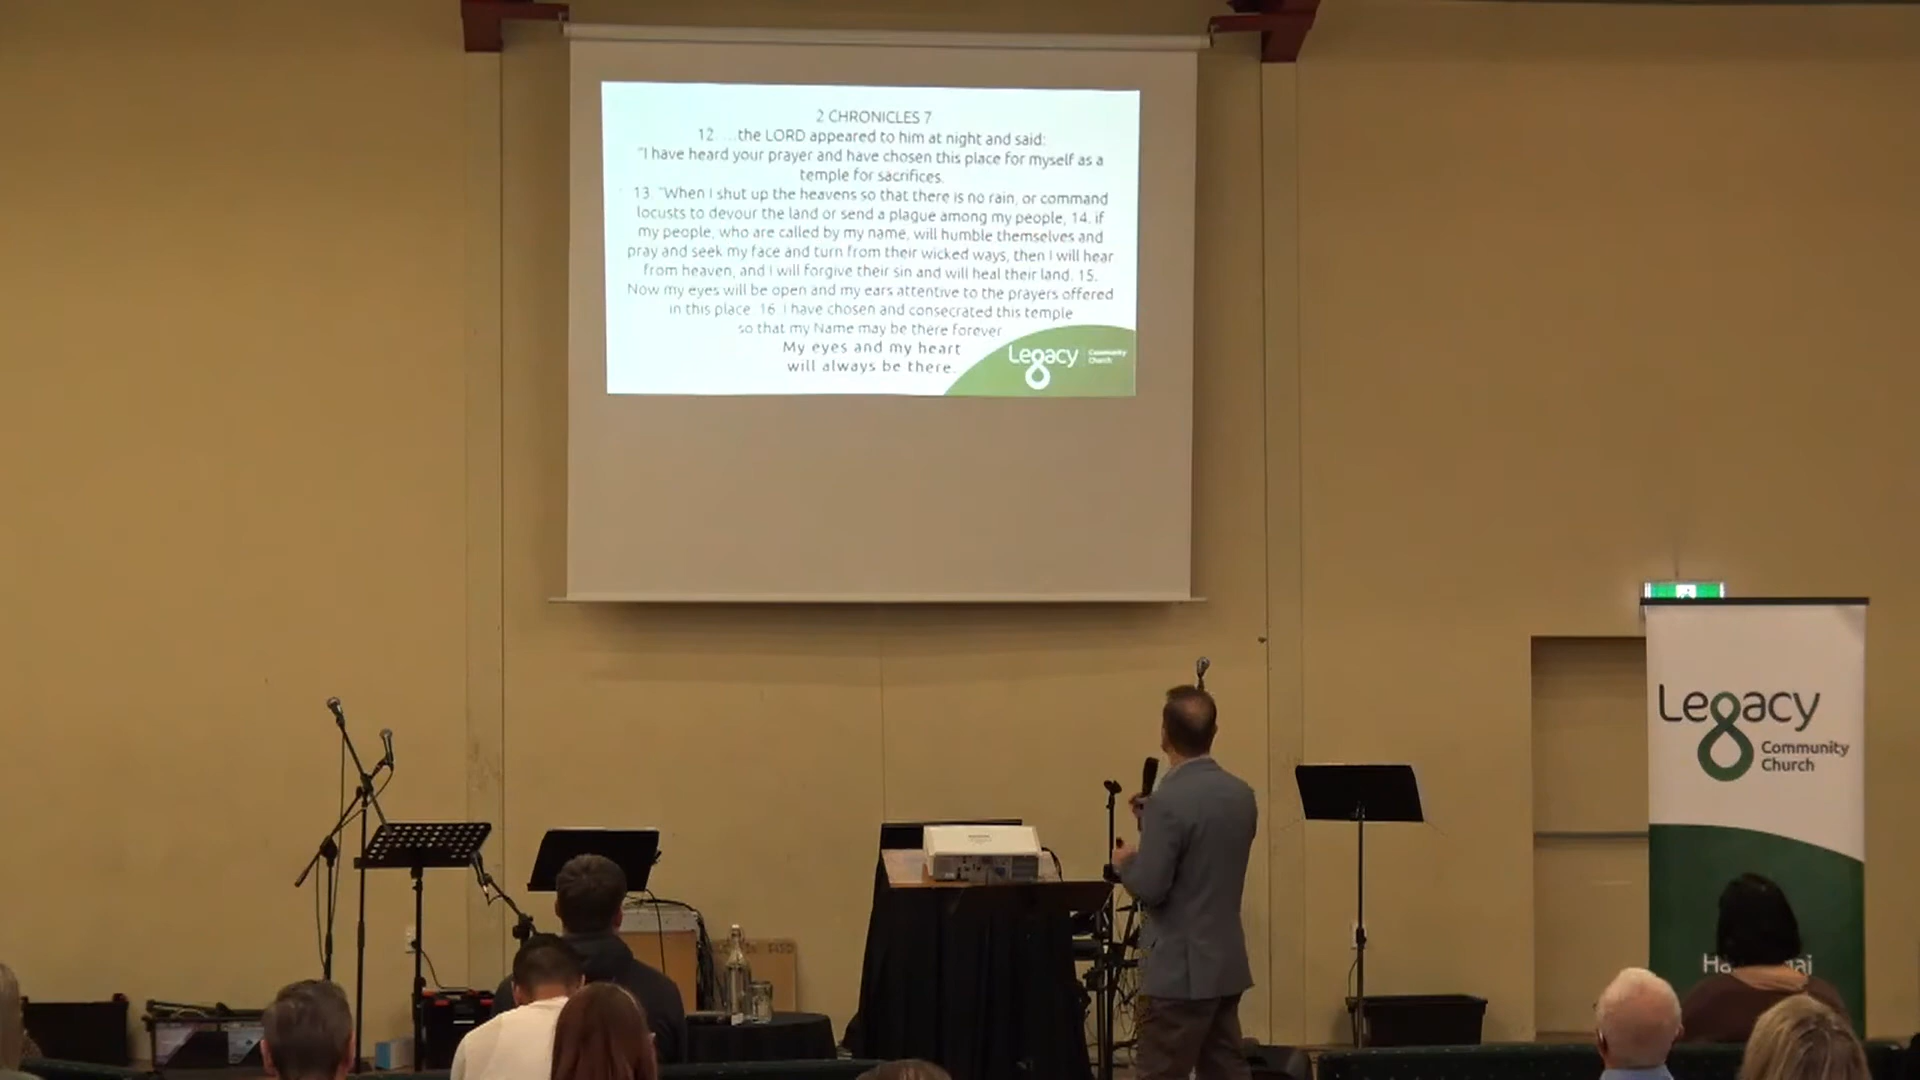 2 CHRONICLES 7
12 ...the LORD appeared to him at night and said:
"I have heard your prayer and have chosen this place for myself as a
temple for sacrifices.
13. "When I shut up the heavens so that there is no rain, or command
locusts to devour the land or send a plague among my people, 14. if
my people, who are called by my name, will humble themselves and
pray and seek my face and turn from their wicked ways, then I will hear
from heaven, and I will forgive their sin and will heal their land. 15.
Now my eyes will be open and my ears attentive to the prayers offered
in this place. 16. I have chosen and consecrated this temple
so that my Name may be there forever.
My eyes and my heart
will always be there.
Legacy
Community
Church
Legacy
Community
Church